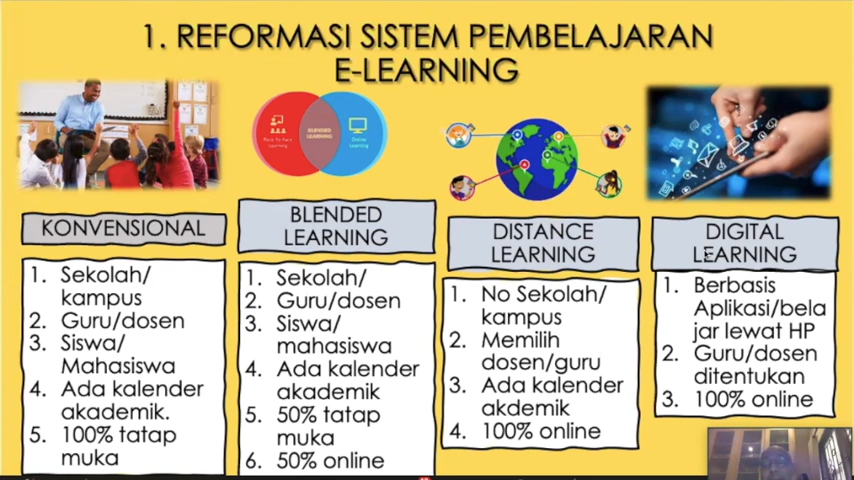 1. REFORMASI SISTEM PEMBELAJARAN
E-LEARNING
BLENDED
LEARNING
KONVENSIONAL
1. Sekolah/
kampus
2. Guru/dosen
3. Siswa/
Mahasiswa
4. Ada kalender
akademik.
5. 100% tatap
muka
BLENDED
LEARNING
1. Sekolah/
2. Guru/dosen
3. Siswa/
mahasiswa
4. Ada kalender
akademik
5. 50% tatap
muka
6. 50% online
DISTANCE
LEARNING
1. No Sekolah/
kampus
2. Memilih
dosen/guru
3. Ada kalender
akdemik
4. 100% online
DIGITAL
LEARNING
1. Berbasis
Aplikasi/bela
jar lewat HP
2. Guru/dosen
ditentukan
3. 100% online